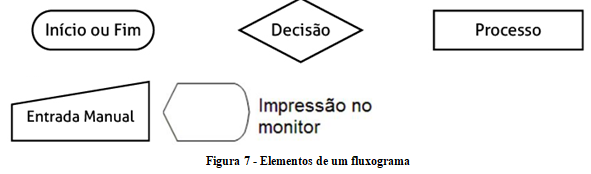 Início ou Fim
Decisão
Processo
Entrada Manual
Impressão no
monitor
Figura 7 - Elementos de um fluxograma